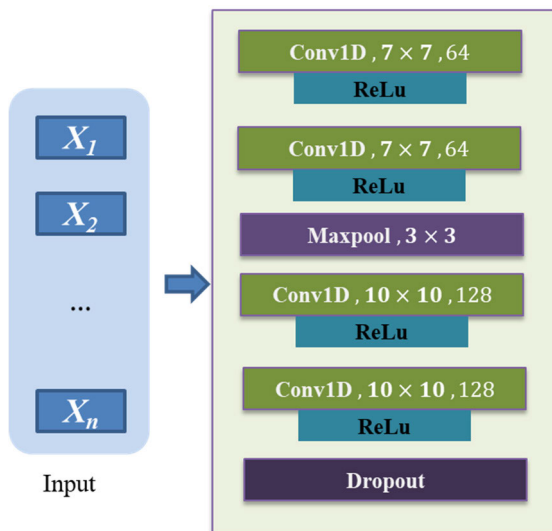 X1
X2
...
Xn
Input
Conv1D , 7 × 7 , 64
ReLu
Conv1D , 7 × 7 , 64
ReLu
Maxpool , 3 × 3
Conv1D , 10 × 10 , 128
ReLu
Conv1D , 10 × 10 , 128
ReLu
Dropout